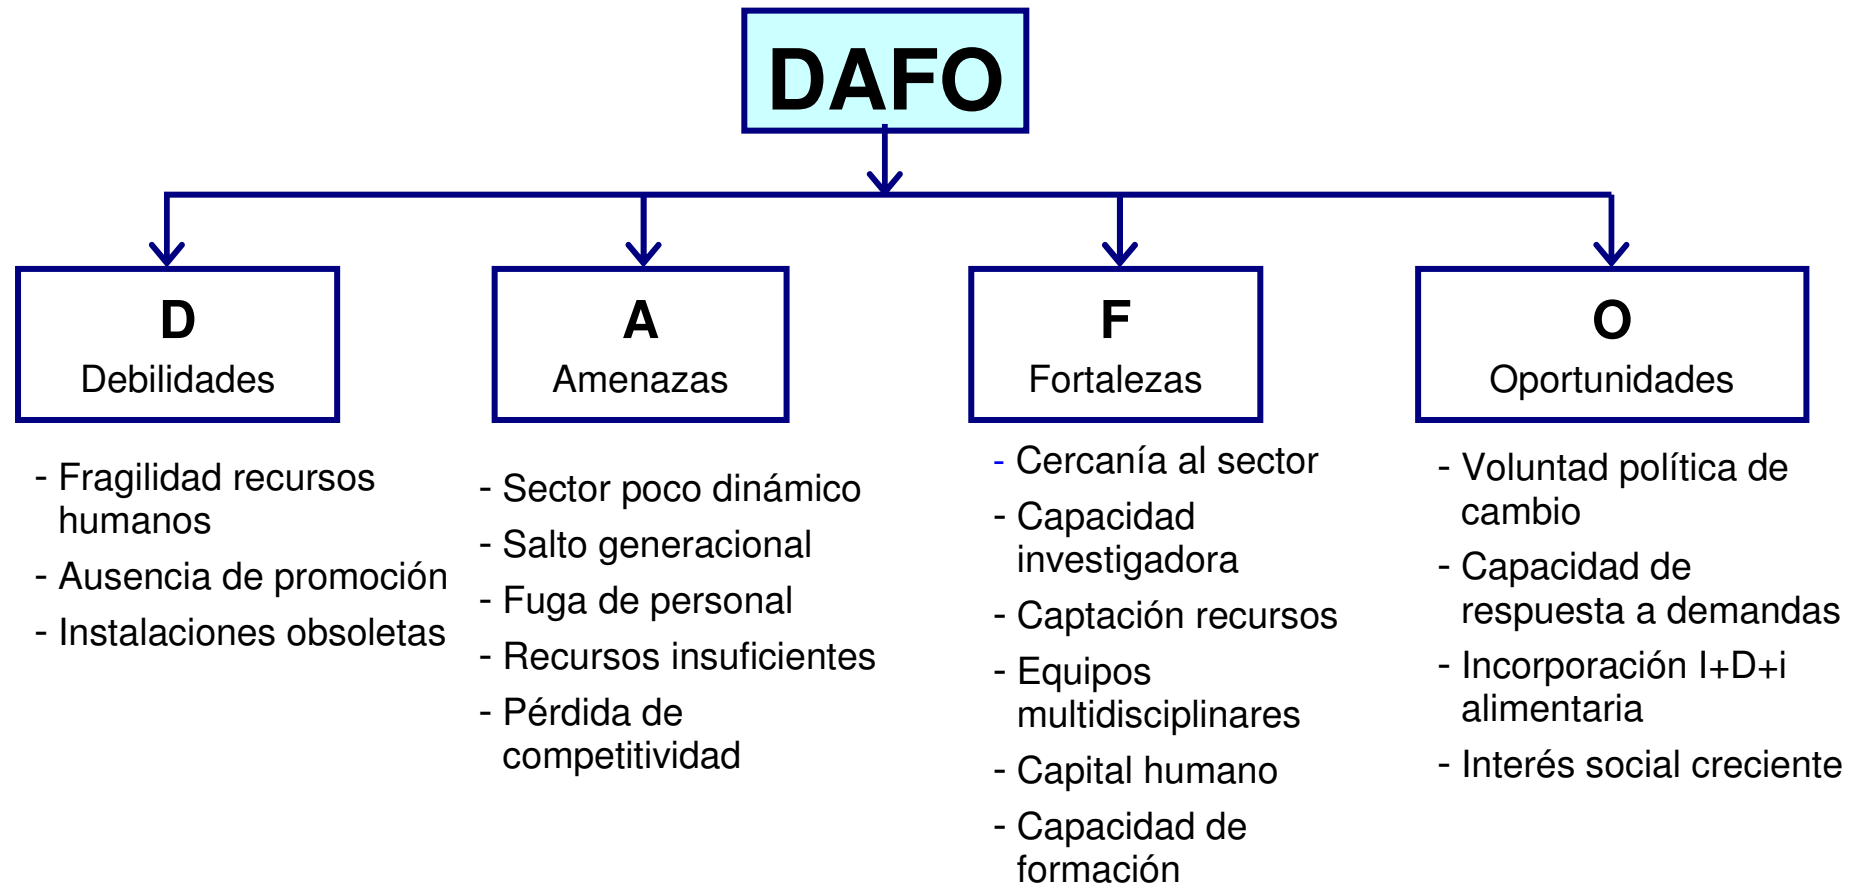 DAFO
D
Debilidades
- Fragilidad recursos
humanos
- Ausencia de promoción
- Instalaciones obsoletas
A
Amenazas
- Sector poco dinámico
- Salto generacional
- Fuga de personal
- Recursos insuficientes
- Pérdida de
competitividad
F
Fortalezas
- Cercanía al sector
- Capacidad
investigadora
- Captación recursos
- Equipos
multidisciplinares
- Capital humano
- Capacidad de
formación
O
Oportunidades
- Voluntad política de
cambio
- Capacidad de
respuesta a demandas
- Incorporación I+D+i
alimentaria
- Interés social creciente